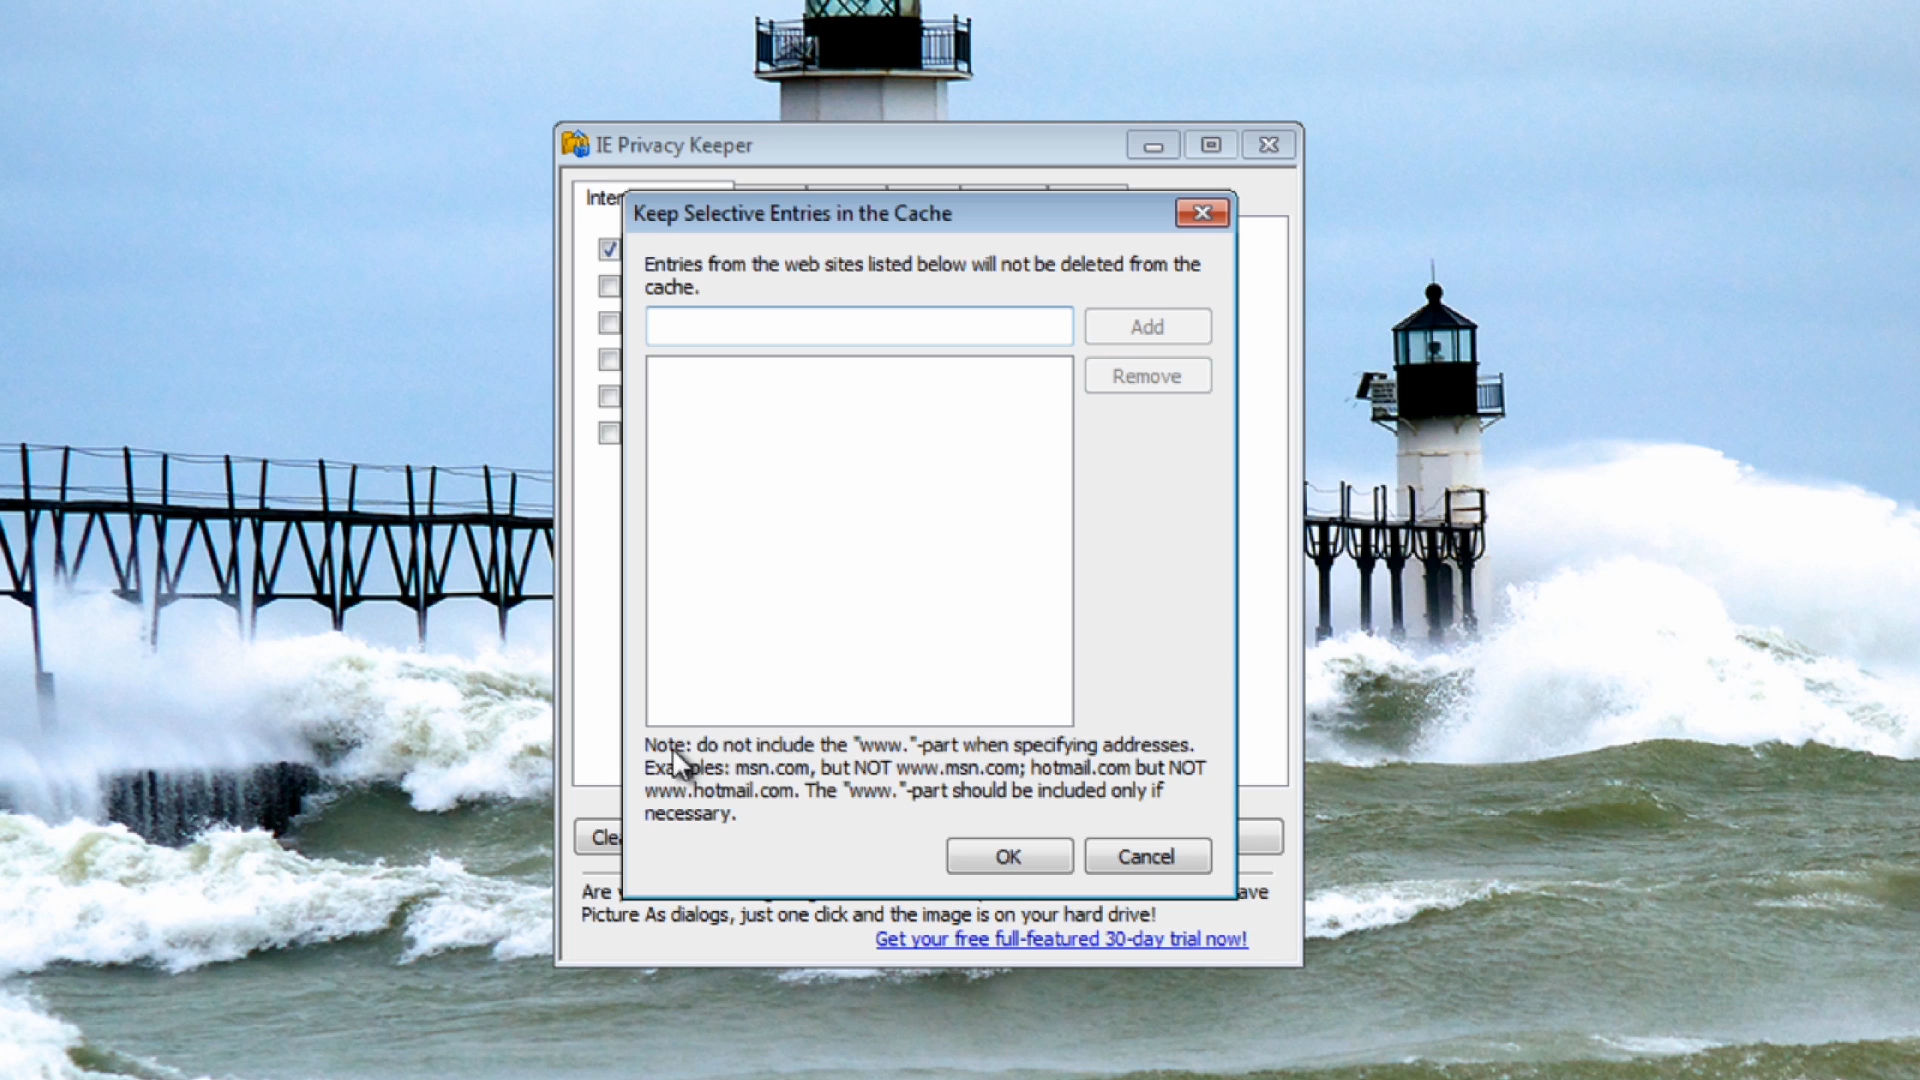 IE Privacy Keeper
Keep Selective Entries in the Cache
Entries from the web sites listed below will not be deleted from the
cache.
Add
Remove
Note: do not include the "www."-part when specifying addresses.
Examples: msn.com, but NOT www.msn.com; hotmail.com but NOT
www.hotmail.com. The "www."-part should be included only if
necessary.
OK
Cancel
Are
Picture As dialogs, just one click and the image is on your hard drive!
Get your free full-featured 30-day trial now!